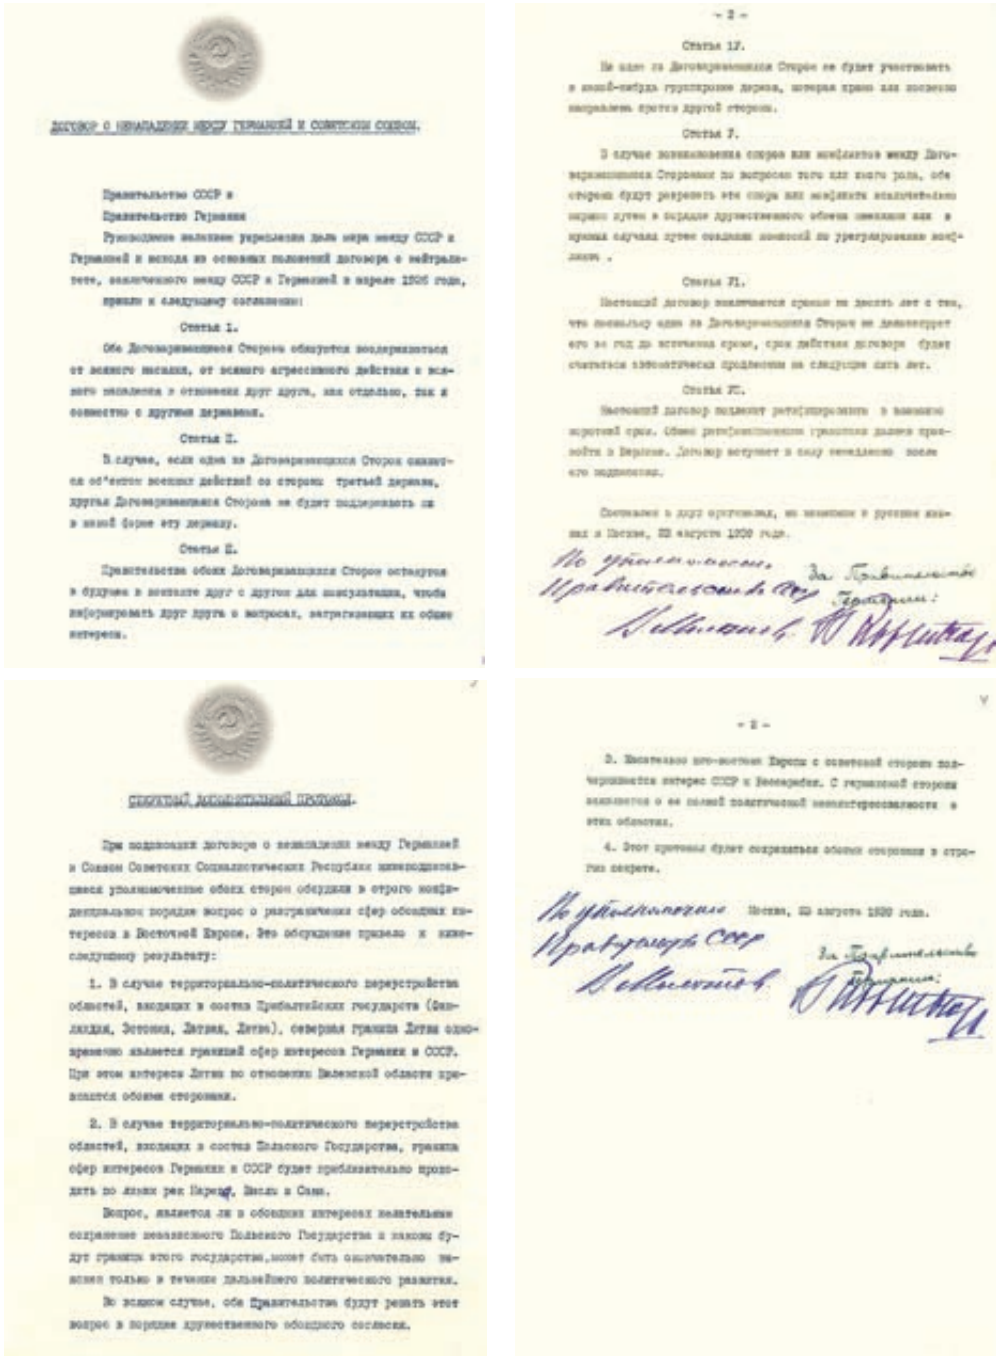 ДОГОВОР О НЕНАПАДЕНИИ МЕЖДУ ГЕРМАНИЕЙ И СОВЕТСКИМ СОЮЗОМ.
Правительство СССР и
Правительство Германии
Руководимые желанием укрепления дела мира между СССР и
Германией и исходя из основных положений договора о нейтрали-
тете, заключенного между СССР и Германией в апреле 1926 года,
пришли к следующему соглашению:
Статья I.
Обе Договаривающиеся Стороны обязуются воздерживаться
от всякого насилия, от всякого агрессивного действия и вся-
кого нападения в отношении друг друга, как отдельно, так и
совместно с другими державами.
Статья II.
В случае, если одна из Договаривающихся Сторон окажет-
ся об'ектом военных действий со стороны третьей державы,
другая Договаривающаяся Сторона не будет поддерживать ни
в какой форме эту державу.
Статья III.
Правительства обоих Договаривающихся Сторон останутся
в будущем в контакте друг с другом для консультации, чтобы
информировать друг друга о вопросах, затрагивающих их общие
интересы.
- 2 -
Статья IV.
Ни одна из Договаривающихся Сторон не будет участвовать
в какой-нибудь группировке держав, которая прямо или косвенно
направлена против другой стороны.
Статья V.
В случае возникновения споров или конфликтов между Дого-
варивающимися Сторонами по вопросам того или иного рода, обе
стороны будут разрешать эти споры или конфликты исключительно
мирным путем в порядке дружественного обмена мнениями или в
нужных случаях путем создания комиссий по урегулированию конф-
ликта.
Статья VI.
Настоящий договор заключается сроком на десять лет с тем,
что поскольку одна из Договаривающихся Сторон не денонсирует
его за год до истечения срока, срок действия договора будет
считаться автоматически продленным на следующие пять лет.
Статья VII.
Настоящий договор подлежит ратифицированию в возможно
короткий срок. Обмен ратификационными грамотами должен прои-
зойти в Берлине. Договор вступает в силу немедленно после
его подписания.
Составлен в двух оригиналах, на немецком и русском язы-
ках в Москве, 23 августа 1939 года.
По уполномочию
Правительства СССР
В. Молотов
За Правительство
Германии:
СЕКРЕТНЫЙ ДОПОЛНИТЕЛЬНЫЙ ПРОТОКОЛ.
При подписании договора о ненападении между Германией
и Союзом Советских Социалистических Республик нижеподписав-
шиеся уполномоченные обоих сторон обсудили в строго конфи-
денциальном порядке вопрос о разграничении сфер обоюдных ин-
тересов в Восточной Европе. Это обсуждение привело к ниже-
следующему результату:
1. В случае территориально-политического переустройства
областей, входящих в состав Прибалтийских государств (Фин-
ляндия, Эстония, Латвия, Литва), северная граница Литвы одно-
временно является границей сфер интересов Германии и СССР.
При этом интересы Литвы по отношению Виленской области приз-
наются обоими сторонами.
2. В случае территориально-политического переустройства
областей, входящих в состав Польского Государства, граница
сфер интересов Германии и СССР будет приблизительно прохо-
дить по линии рек Нарева, Вислы и Сана.
Вопрос, является ли в обоюдных интересах желательным
сохранение независимого Польского Государства и каковы бу-
дут границы этого государства, может быть окончательно вы-
яснен только в течение дальнейшего политического развития.
Во всяком случае, оба Правительства будут решать этот
вопрос в порядке дружественного обоюдного согласия.
- 2 -
3. Касательно юго-востока Европы с советской стороны под-
черкивается интерес СССР к Бессарабии. С германской стороны
заявляется о ее полной политической незаинтересованности в
этих областях.
4. Этот протокол будет сохраняться обоими сторонами в стро-
гом секрете.
Москва, 23 августа 1939 года.
По уполномочию
Правительства СССР
В. Молотов
За Правительство
Германии: